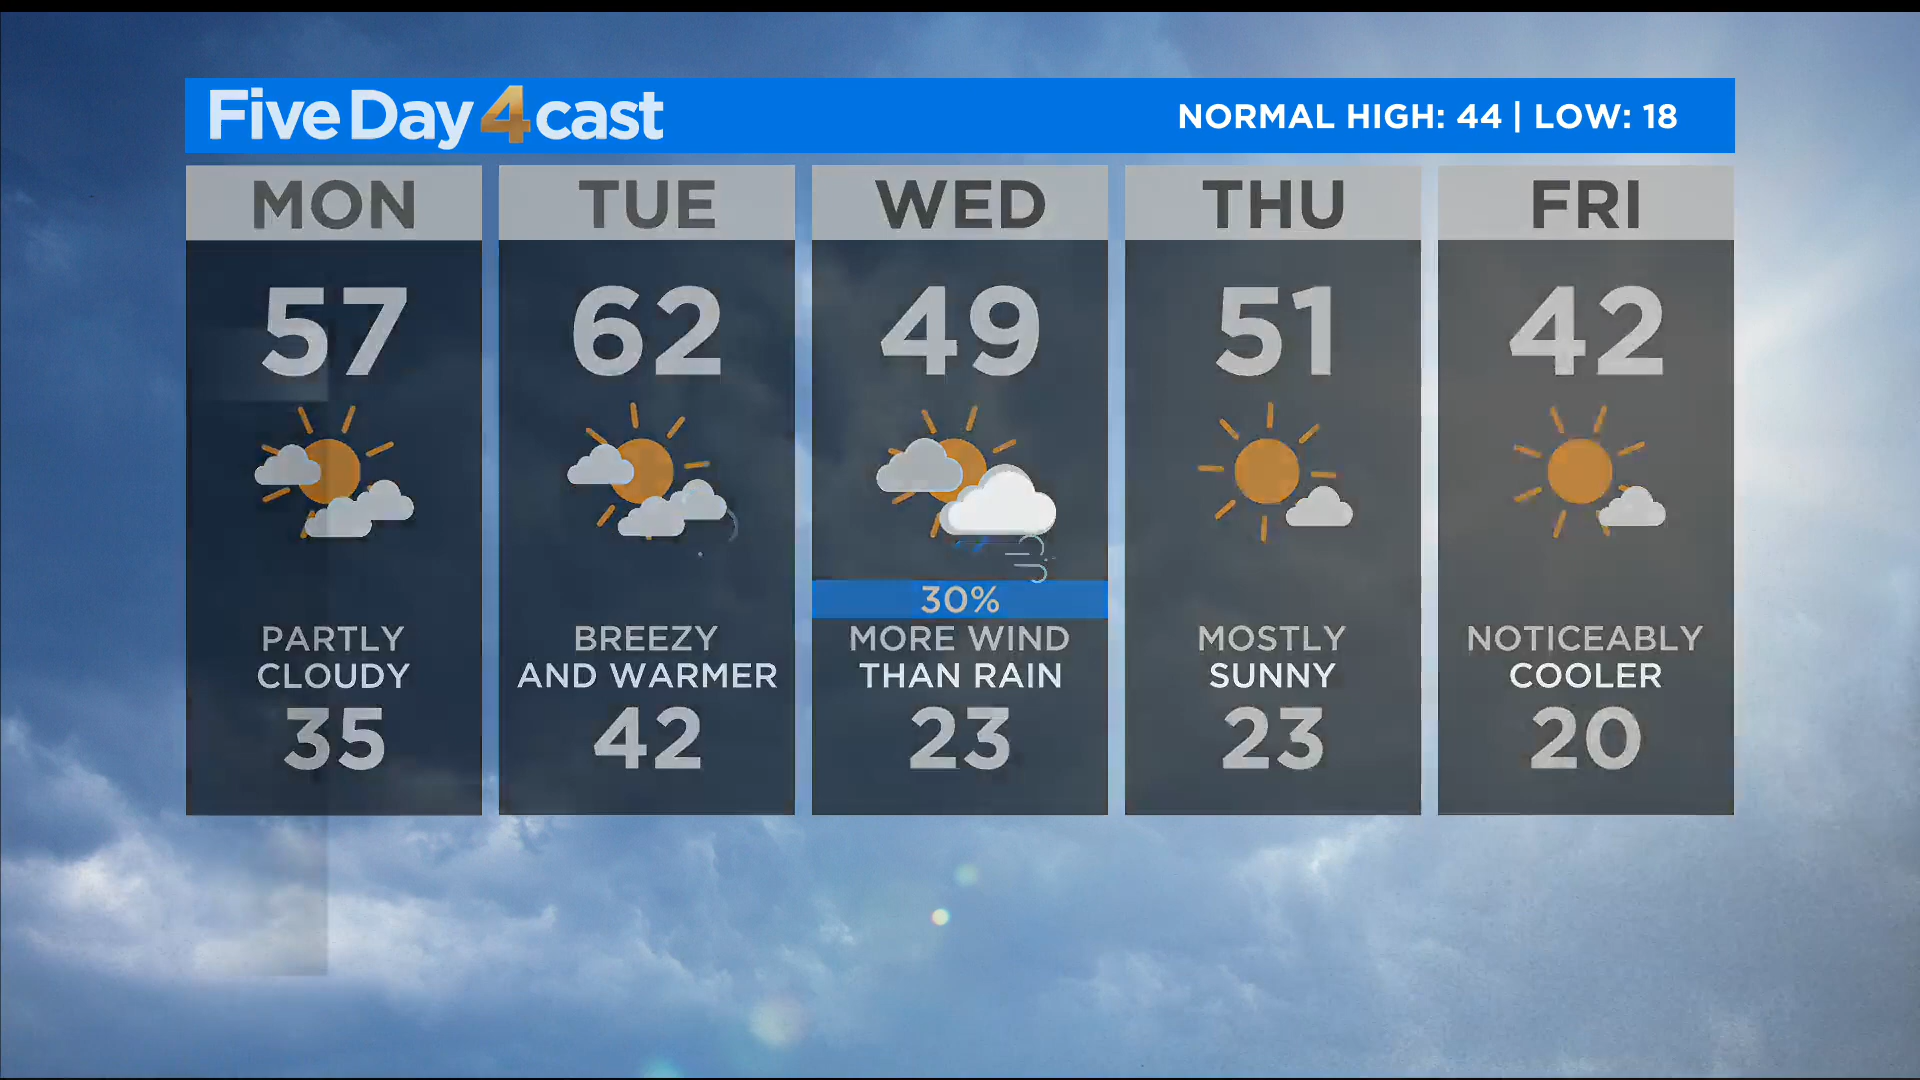 Five Day 4cast
NORMAL HIGH: 44 | LOW: 18
MON
57
PARTLY
CLOUDY
35
TUE
62
BREEZY
AND WARMER
42
WED
49
30%
MORE WIND
THAN RAIN
23
THU
51
MOSTLY
SUNNY
23
FRI
42
NOTICEABLY
COOLER
20